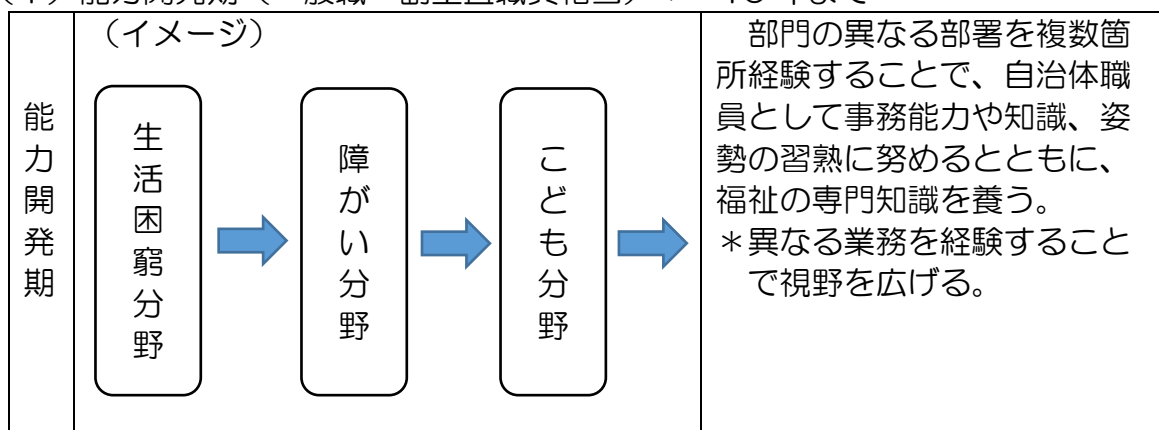 （イメージ）
能力開発期
生活困窮分野
障がい分野
こども分野
部門の異なる部署を複数箇
所経験することで、自治体職
員として事務能力や知識、姿
勢の習熟に努めるとともに、
福祉の専門知識を養う。
＊異なる業務を経験すること
で視野を広げる。